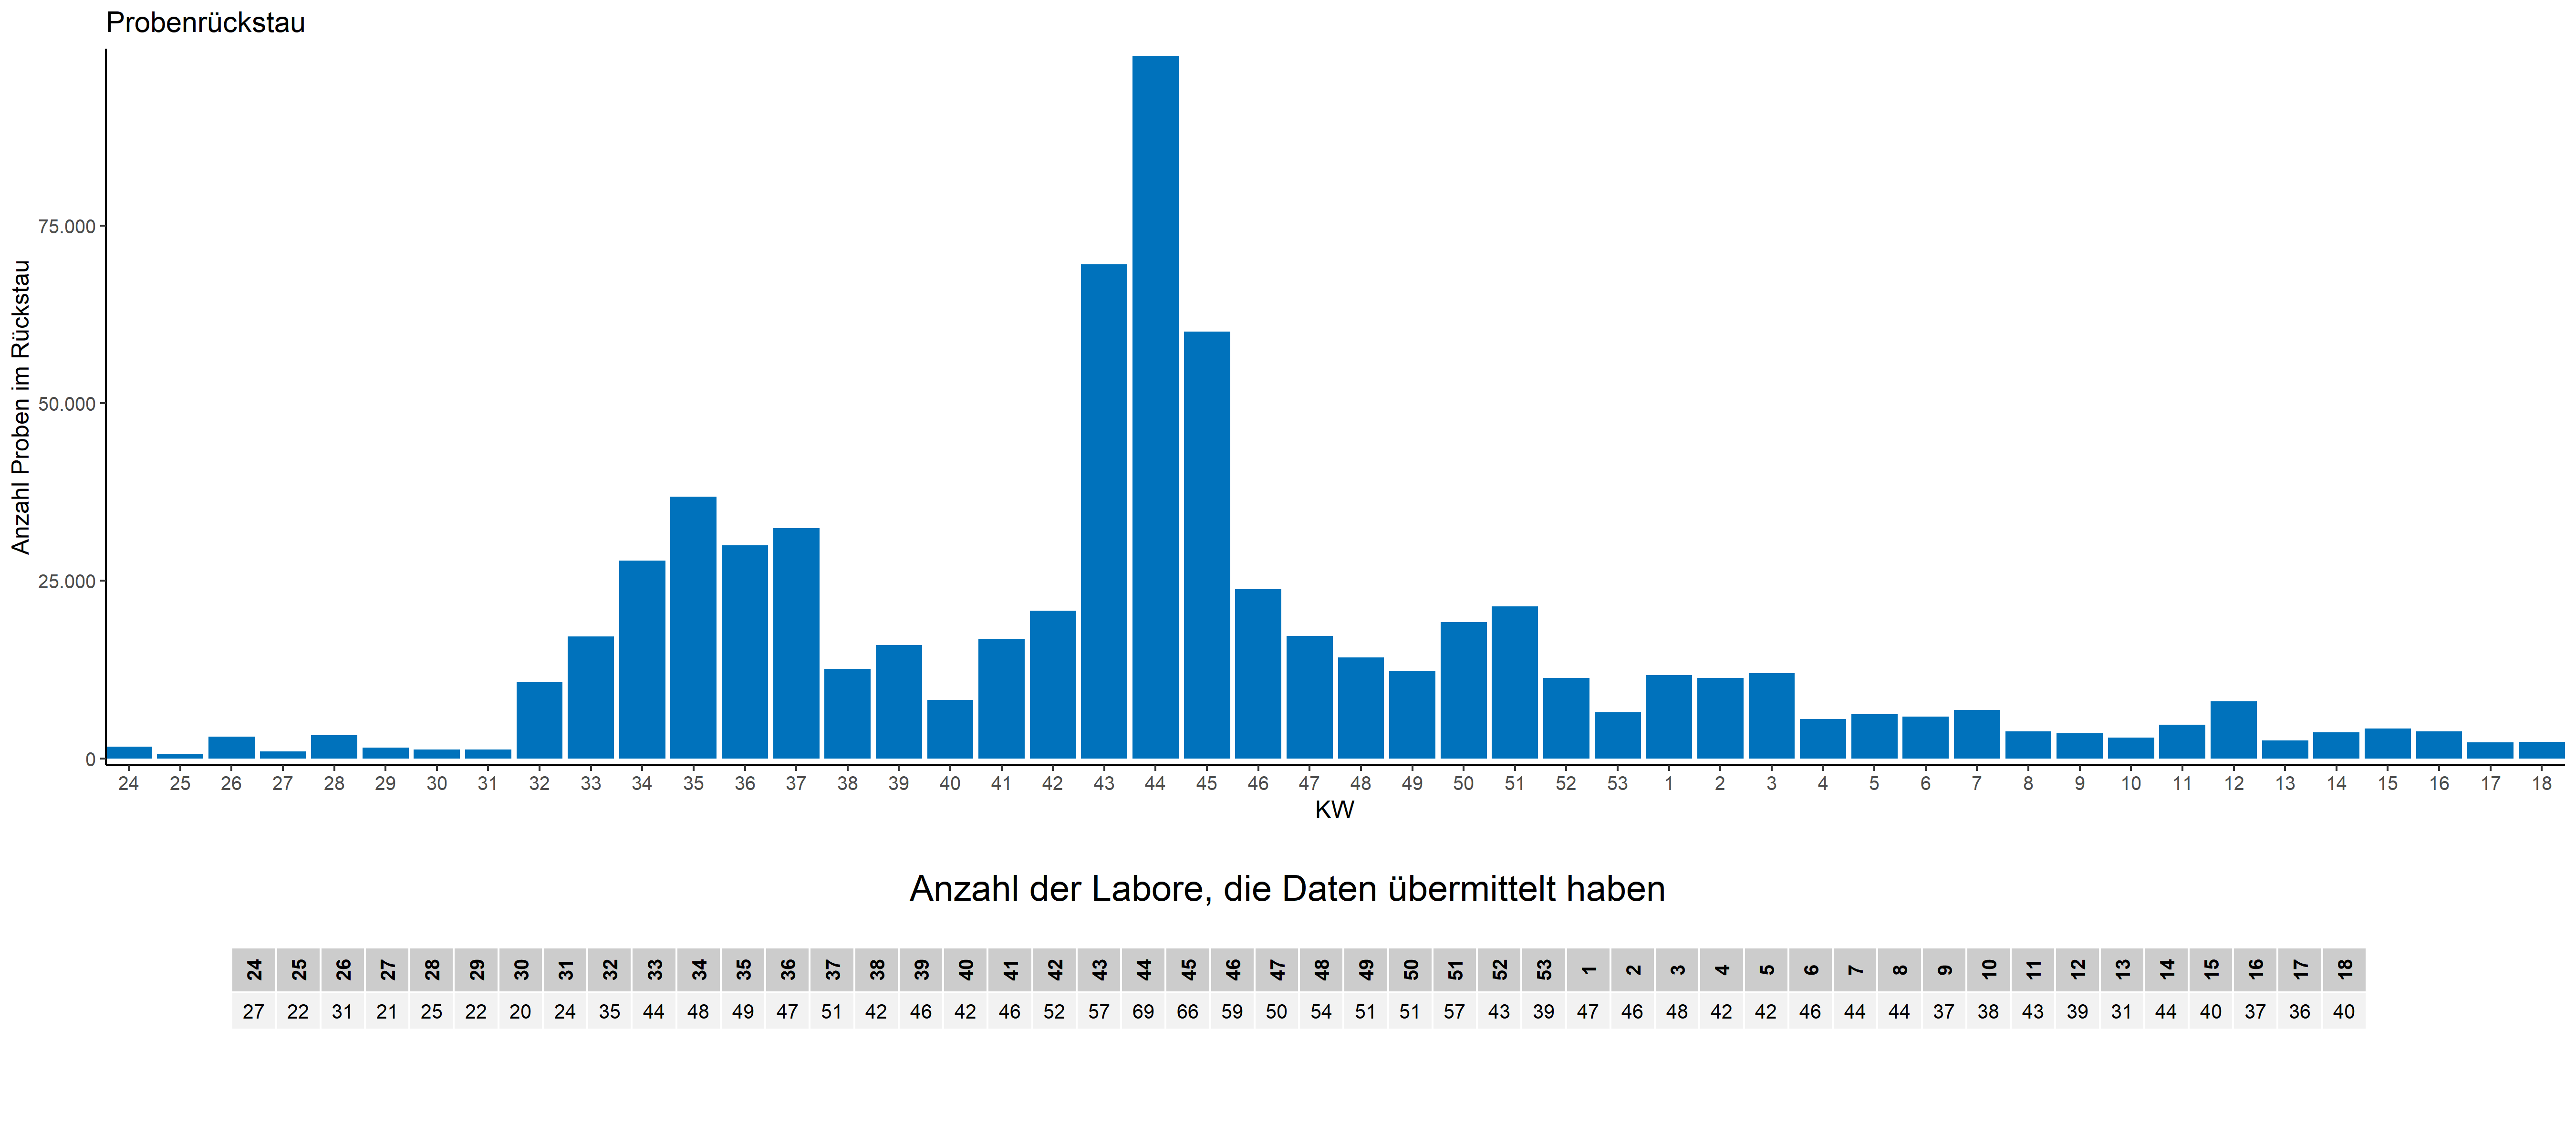 Probenrückstau
Anzahl Proben im Rückstau
75.000
50.000
25.000
0
24 25 26 27 28 29 30 31 32 33 34 35 36 37 38 39 40 41 42 43 44 45 46 47 48 49 50 51 52 53 1 2 3 4 5 6 7 8 9 10 11 12 13 14 15 16 17 18
KW
Anzahl der Labore, die Daten übermittelt haben
24 25 26 27 28 29 30 31 32 33 34 35 36 37 38 39 40 41 42 43 44 45 46 47 48 49 50 51 52 53 1 2 3 4 5 6 7 8 9 10 11 12 13 14 15 16 17 18
27 22 31 21 25 22 20 24 35 44 48 49 47 51 42 46 42 46 52 57 69 66 59 50 54 51 51 57 43 39 47 46 48 42 42 46 44 44 37 38 43 39 31 44 40 37 36 40